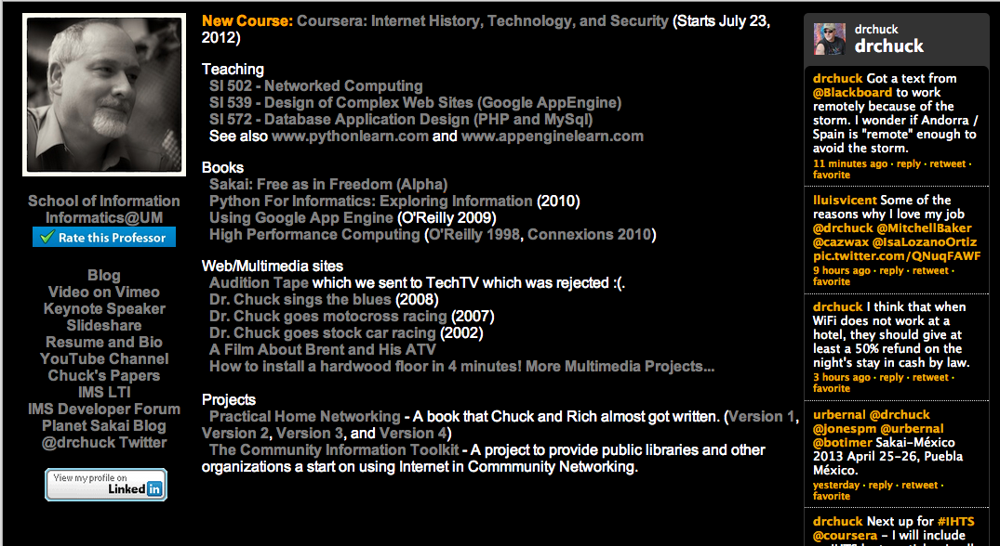 New Course: Coursera: Internet History, Technology, and Security (Starts July 23,
2012)
Teaching
SI 502 - Networked Computing
SI 539 - Design of Complex Web Sites (Google AppEngine)
SI 572 - Database Application Design (PHP and MySql)
See also www.pythonlearn.com and www.appenginelearn.com
Books
Sakai: Free as in Freedom (Alpha)
Python For Informatics: Exploring Information (2010)
Using Google App Engine (O'Reilly 2009)
High Performance Computing (O'Reilly 1998, Connexions 2010)
Web/Multimedia sites
Audition Tape which we sent to TechTV which was rejected :(.
Dr. Chuck sings the blues (2008)
Dr. Chuck goes motocross racing (2007)
Dr. Chuck goes stock car racing (2002)
A Film About Brent and His ATV
How to install a hardwood floor in 4 minutes! More Multimedia Projects...
Projects
Practical Home Networking - A book that Chuck and Rich almost got written. (Version 1,
Version 2, Version 3, and Version 4)
The Community Information Toolkit - A project to provide public libraries and other
organizations a start on using Internet in Commmunity Networking.
School of Information
Informatics@UM
Rate this Professor
Blog
Video on Vimeo
Keynote Speaker
Slideshare
Resume and Bio
YouTube Channel
Chuck's Papers
IMS LTI
IMS Developer Forum
Planet Sakai Blog
@drchuck Twitter
View my profile on
Linked in
drchuck
drchuck
drchuck Got a text from
@Blackboard to work
remotely because of the
storm. I wonder if Andorra /
Spain is "remote" enough to
avoid the storm.
11 minutes ago · reply · retweet ·
favorite
lluisvicent Some of the
reasons why I love my job
@drchuck @MitchellBaker
@cazwax @IsaLozanoOrtiz
pic.twitter.com/QNuqFAWF
9 hours ago · reply · retweet ·
favorite
drchuck I think that when
WiFi does not work at a
hotel, they should give at
least a 50% refund on the
night's stay in cash by law.
3 hours ago · reply · retweet ·
favorite
urbernal @drchuck
@jonespm @urbernal
@botimer Sakai-México
2013 April 25-26, Puebla
México.
yesterday · reply · retweet ·
favorite
drchuck Next up for #IHTS
@coursera - I will include